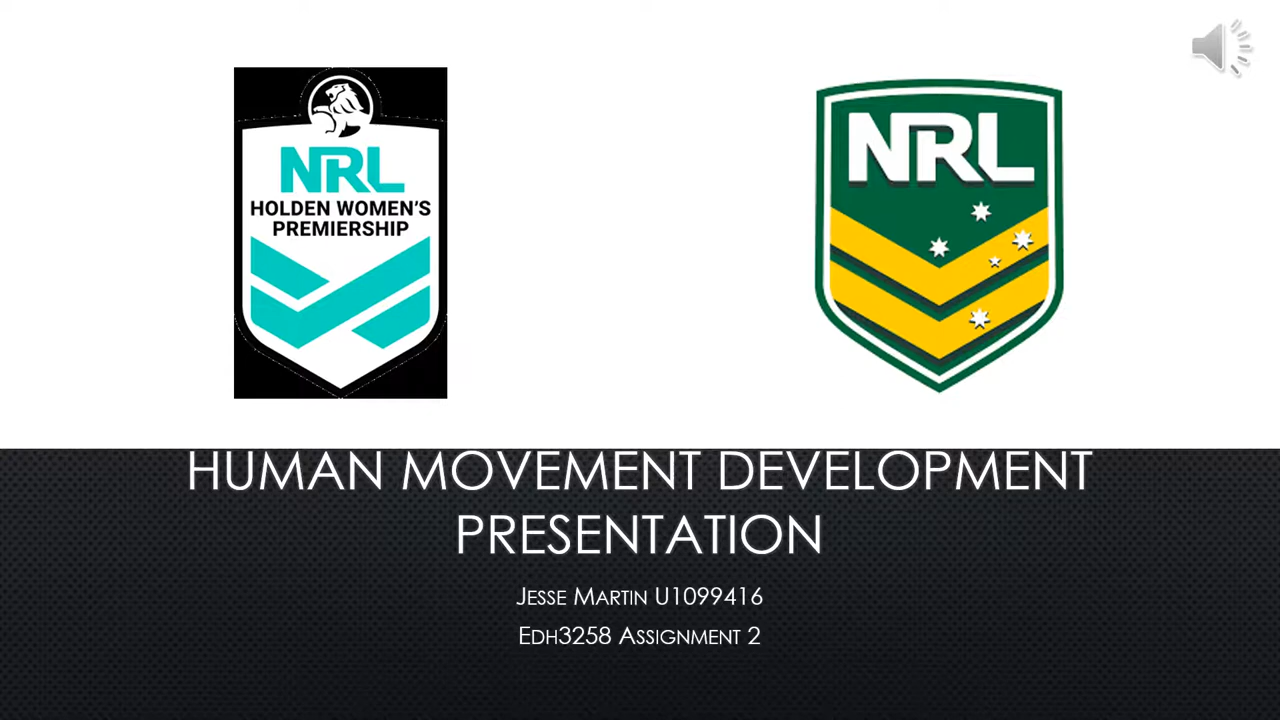 NRL
HOLDEN WOMEN'S
PREMIERSHIP
NRL
HUMAN MOVEMENT DEVELOPMENT
PRESENTATION
JESSE MARTIN U1099416
EDH3258 ASSIGNMENT 2